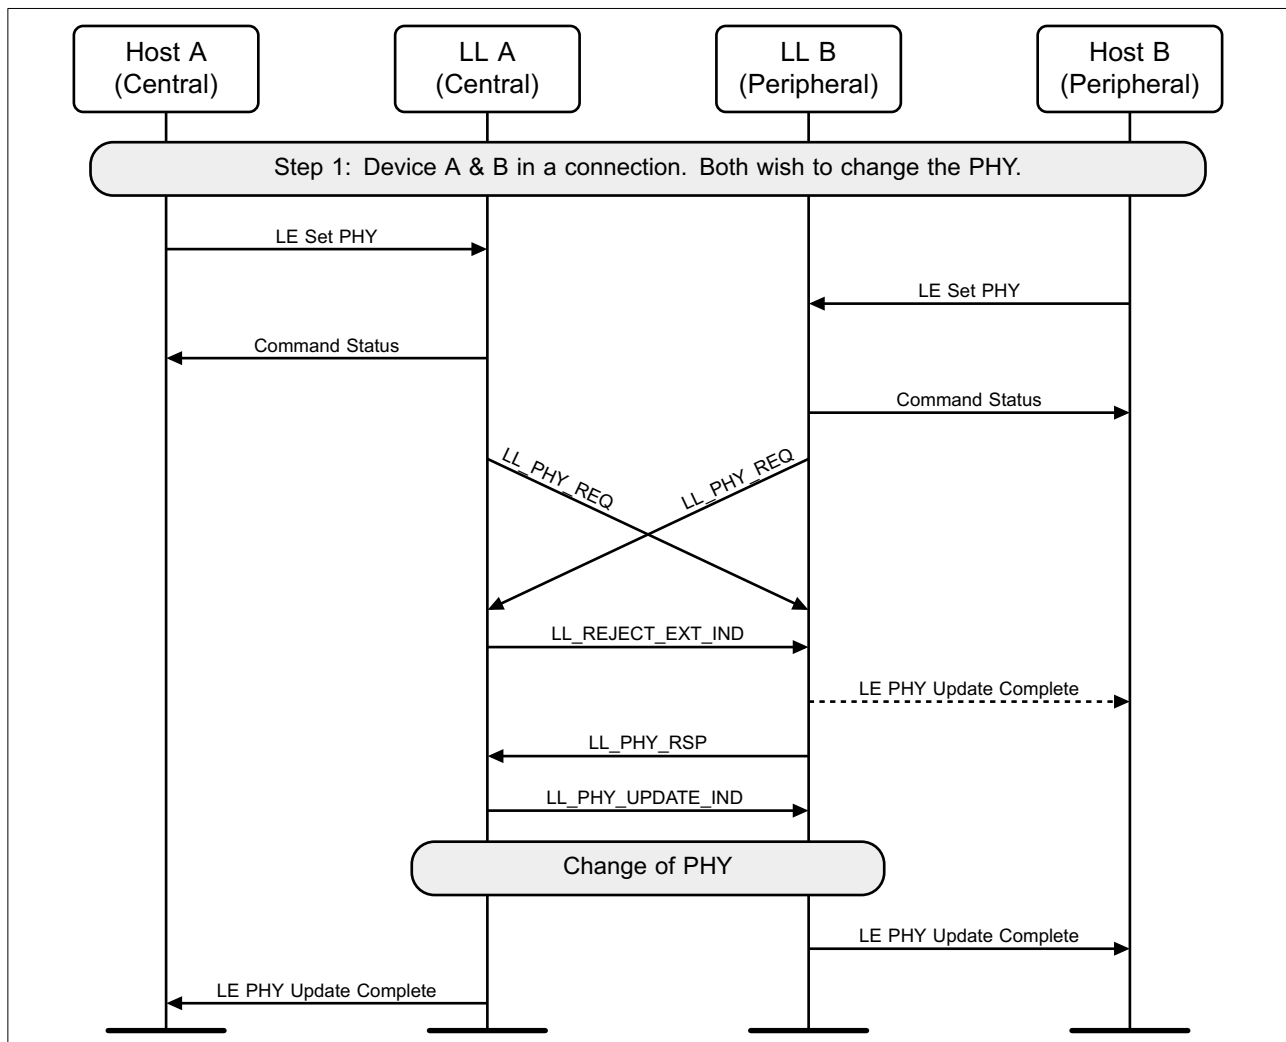 Host A
(Central)
LL A
(Central)
LL B
(Peripheral)
Host B
(Peripheral)
Step 1: Device A & B in a connection. Both wish to change the PHY.
LE Set PHY
LE Set PHY
Command Status
Command Status
LL_PHY_REQ
LL_PHY_REQ
LL_REJECT_EXT_IND
LE PHY Update Complete
LL_PHY_RSP
LL_PHY_UPDATE_IND
Change of PHY
LE PHY Update Complete
LE PHY Update Complete